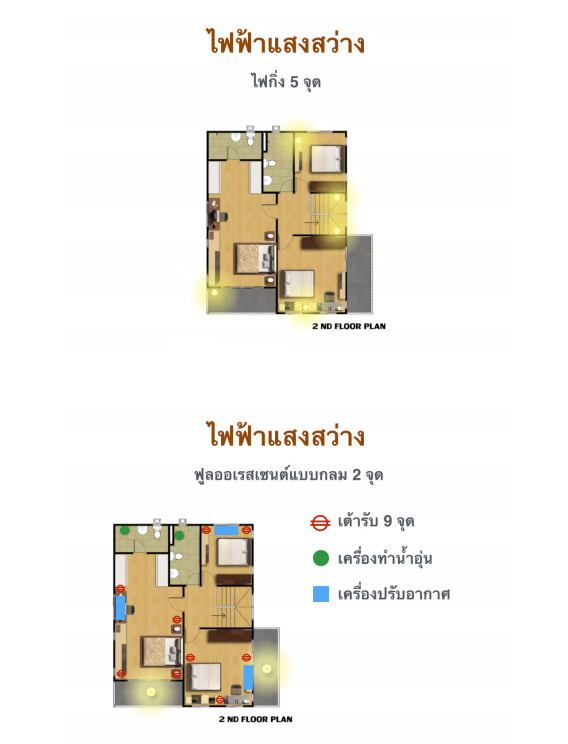 ไฟฟ้าแสงสว่าง
ไฟกิ่ง 5 จุด
2 ND FLOOR PLAN
ไฟฟ้าแสงสว่าง
ฟูลออเรสเซนต์แบบกลม 2 จุด
เต้ารับ 9 จุด
เครื่องทำน้ำอุ่น
เครื่องปรับอากาศ
2 ND FLOOR PLAN